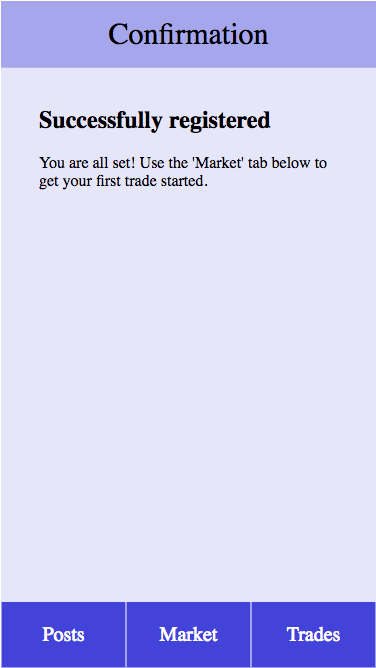 Confirmation
Successfully registered
You are all set! Use the 'Market' tab below to
get your first trade started.
Posts Market Trades